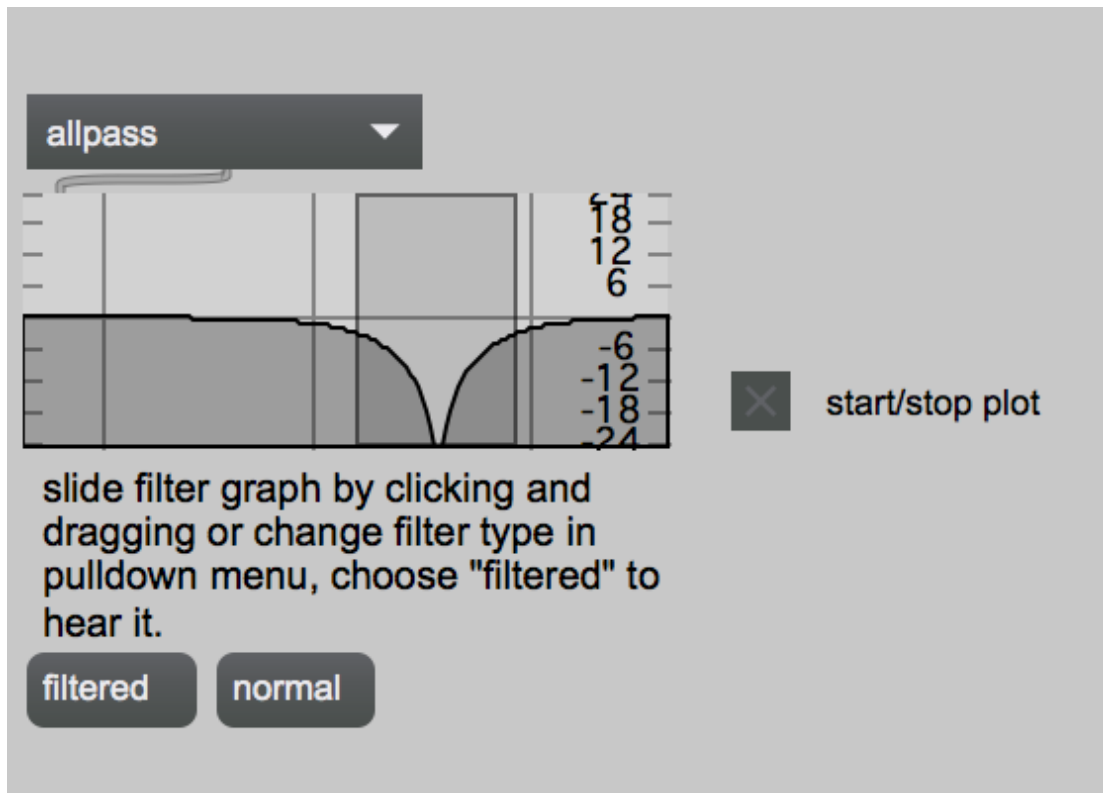 allpass
24
18
12
6
-6
-12
-18
-24
start/stop plot
slide filter graph by clicking and
dragging or change filter type in
pulldown menu, choose "filtered" to
hear it.
filtered
normal